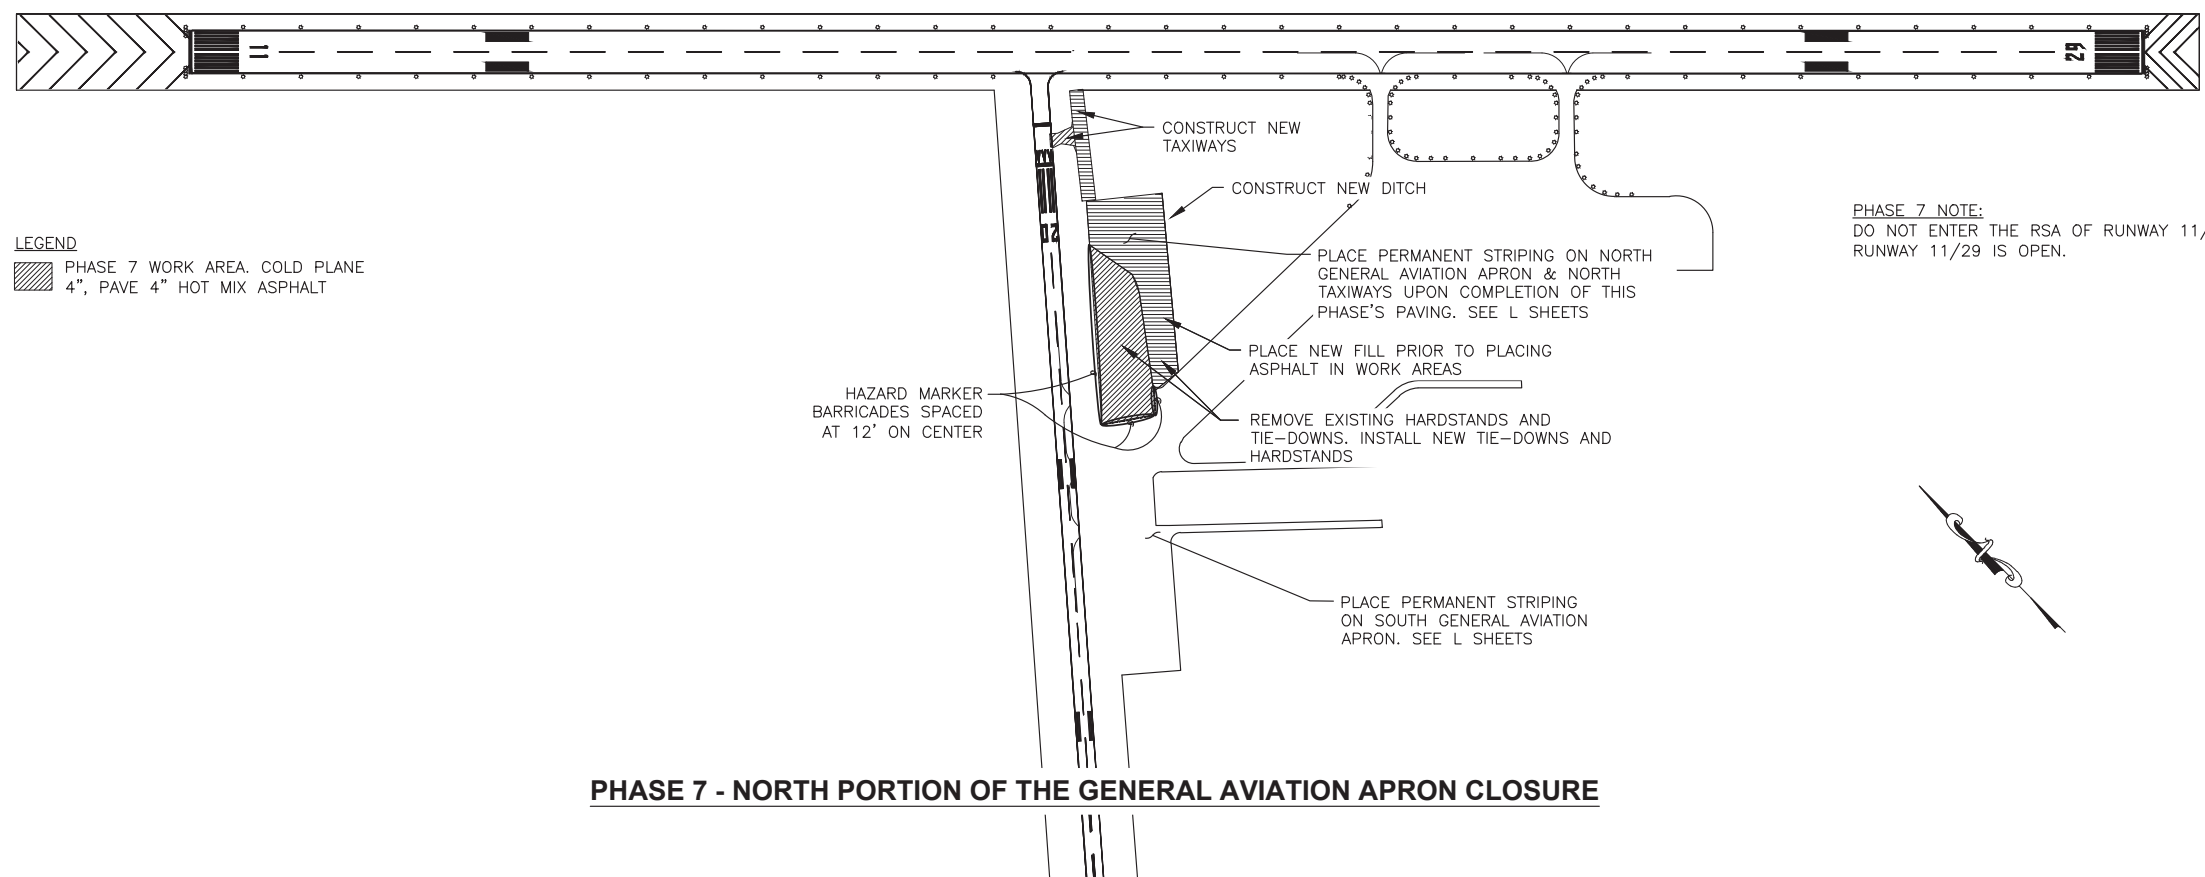 11
29
CONSTRUCT NEW
TAXIWAYS
CONSTRUCT NEW DITCH
20
PHASE 7 NOTE:
DO NOT ENTER THE RSA OF RUNWAY 11/
RUNWAY 11/29 IS OPEN.
LEGEND
PHASE 7 WORK AREA. COLD PLANE
4", PAVE 4" HOT MIX ASPHALT
PLACE PERMANENT STRIPING ON NORTH
GENERAL AVIATION APRON & NORTH
TAXIWAYS UPON COMPLETION OF THIS
PHASE'S PAVING. SEE L SHEETS
PLACE NEW FILL PRIOR TO PLACING
ASPHALT IN WORK AREAS
HAZARD MARKER
BARRICADES SPACED
AT 12' ON CENTER
REMOVE EXISTING HARDSTANDS AND
TIE-DOWNS. INSTALL NEW TIE-DOWNS AND
HARDSTANDS
PLACE PERMANENT STRIPING
ON SOUTH GENERAL AVIATION
APRON. SEE L SHEETS
PHASE 7 - NORTH PORTION OF THE GENERAL AVIATION APRON CLOSURE